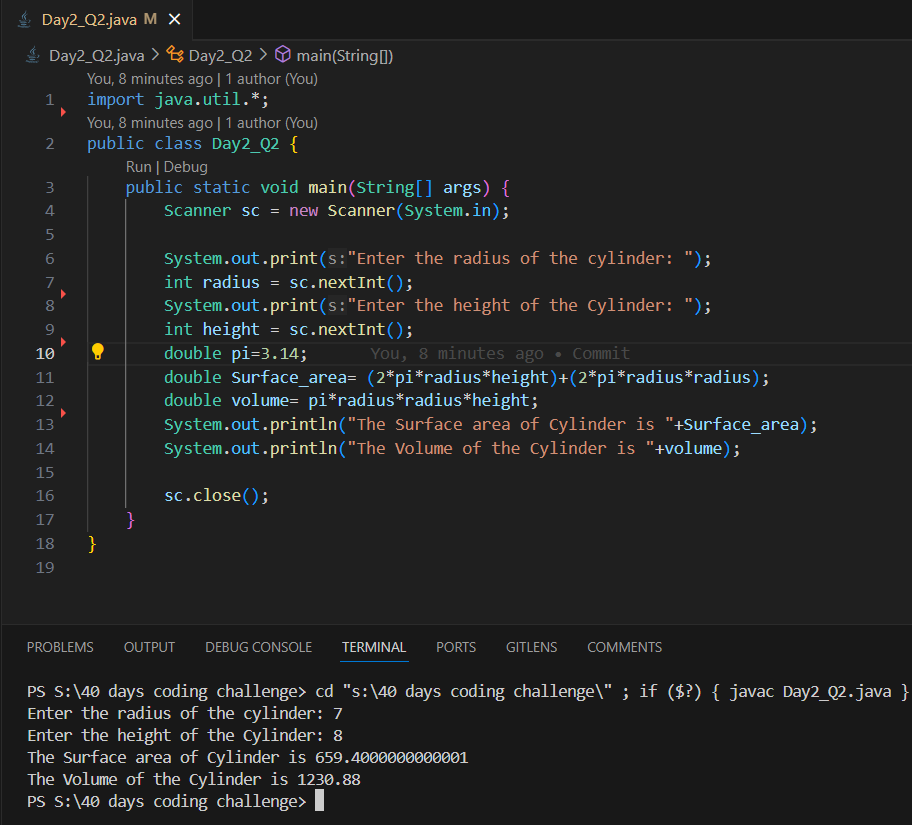 Day2_Q2.java M ×
Day2_Q2.java > Day2_Q2 > main(String[])
You, 8 minutes ago | 1 author (You)
1 import java.util.*;
You, 8 minutes ago | 1 author (You)
2 public class Day2_Q2 {
Run | Debug
3 public static void main(String[] args) {
4 Scanner sc = new Scanner(System.in);
5
6 System.out.print(s:"Enter the radius of the cylinder: ");
7 int radius = sc.nextInt();
8 System.out.print(s:"Enter the height of the Cylinder: ");
9 int height = sc.nextInt();
10 double pi=3.14; You, 8 minutes ago • Commit
11 double Surface_area= (2*pi*radius*height)+(2*pi*radius*radius);
12 double volume= pi*radius*radius*height;
13 System.out.println("The Surface area of Cylinder is "+Surface_area);
14 System.out.println("The Volume of the Cylinder is "+volume);
15
16 sc.close();
17 }
18 }
19
PROBLEMS OUTPUT DEBUG CONSOLE TERMINAL PORTS GITLENS COMMENTS
PS S:\40 days coding challenge> cd "s:\40 days coding challenge\" ; if ($?) { javac Day2_Q2.java }
Enter the radius of the cylinder: 7
Enter the height of the Cylinder: 8
The Surface area of Cylinder is 659.4000000000001
The Volume of the Cylinder is 1230.88
PS S:\40 days coding challenge>